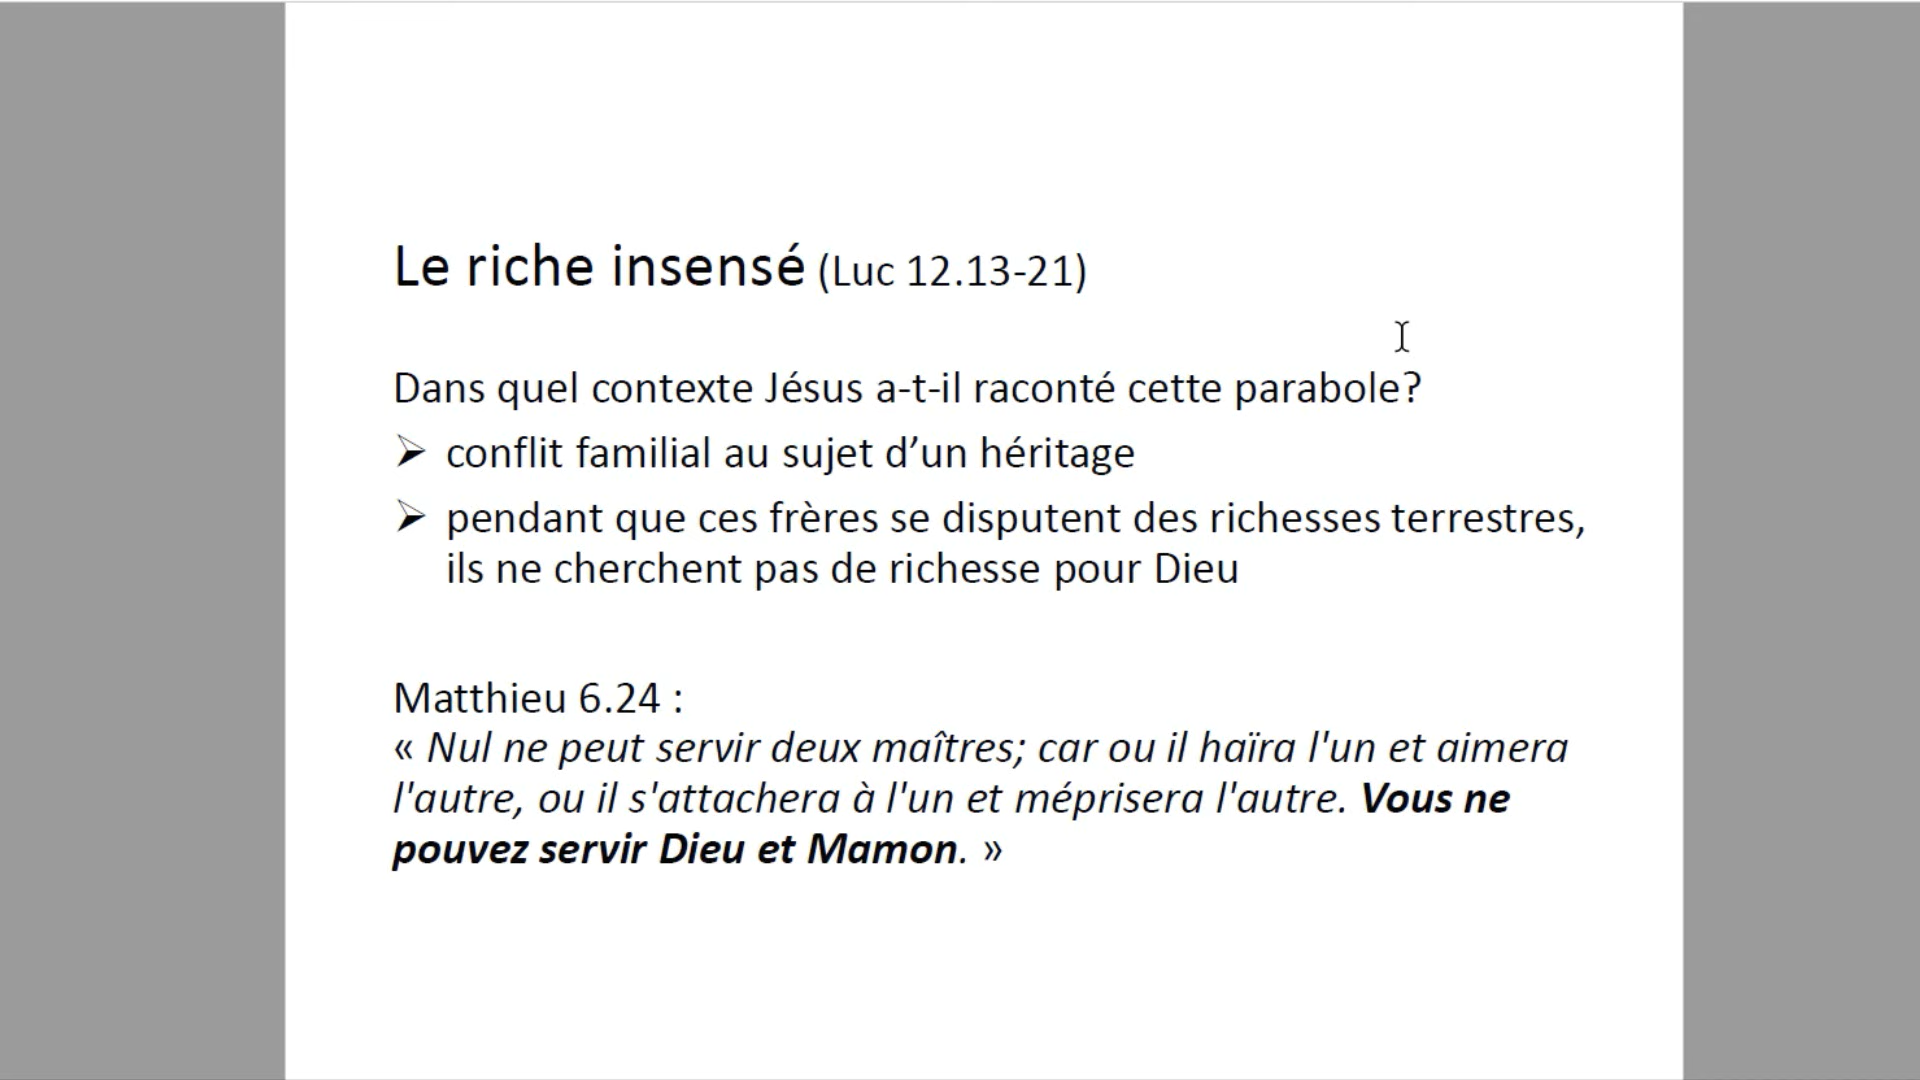 Le riche insensé (Luc 12.13-21)
Dans quel contexte Jésus a-t-il raconté cette parabole?
➢ conflit familial au sujet d’un héritage
➢ pendant que ces frères se disputent des richesses terrestres,
ils ne cherchent pas de richesse pour Dieu
Matthieu 6.24 :
« Nul ne peut servir deux maîtres; car ou il haïra l'un et aimera
l'autre, ou il s'attachera à l'un et méprisera l'autre. Vous ne
pouvez servir Dieu et Mamon. »